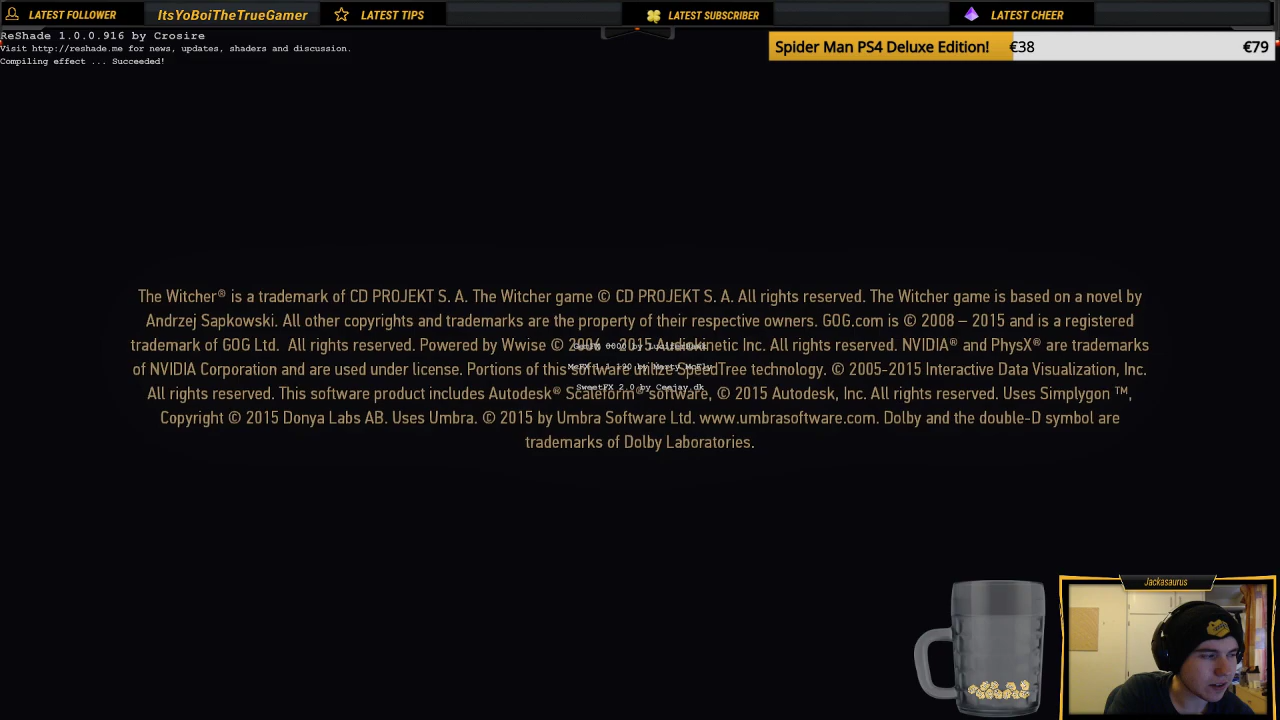 LATEST FOLLOWER
ItsYoBoiTheTrueGamer
LATEST TIPS
LATEST SUBSCRIBER
LATEST CHEER
ReShade 1.0.0.916 by Crosire
Visit http://reshade.me for news, updates, shaders and discussion.
Compiling effect ... Succeeded!
Spider Man PS4 Deluxe Edition! €38 €79
The Witcher® is a trademark of CD PROJEKT S. A. The Witcher game © CD PROJEKT S. A. All rights reserved. The Witcher game is based on a novel by
Andrzej Sapkowski. All other copyrights and trademarks are the property of their respective owners. GOG.com is © 2008 – 2015 and is a registered
trademark of GOG Ltd.  All rights reserved. Powered by Wwise © 2006 – 2015 Audiokinetic Inc. All rights reserved. NVIDIA® and PhysX® are trademarks
of NVIDIA Corporation and are used under license. Portions of this software utilize SpeedTree technology. © 2005-2015 Interactive Data Visualization, Inc.
All rights reserved. This software product includes Autodesk® Scaleform® software, © 2015 Autodesk, Inc. All rights reserved. Uses Simplygon ™,
SweetFX 2.0 by Ceejay.dk
Copyright © 2015 Donya Labs AB. Uses Umbra. © 2015 by Umbra Software Ltd. www.umbrasoftware.com. Dolby and the double-D symbol are
trademarks of Dolby Laboratories.
Jackasaurus